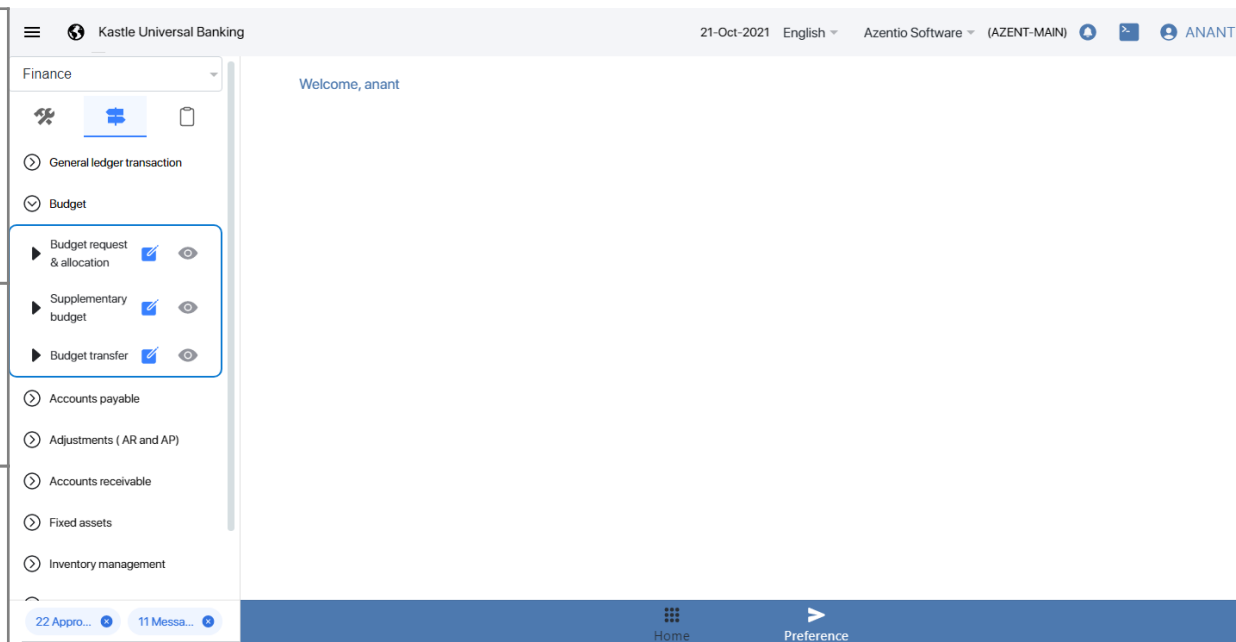 Kastle Universal Banking
21-Oct-2021 English Azentio Software (AZENT-MAIN) ANANT
Finance
Welcome, anant
General ledger transaction
Budget
Budget request
& allocation
Supplementary
budget
Budget transfer
Accounts payable
Adjustments ( AR and AP)
Accounts receivable
Fixed assets
Inventory management
22 Appro... 11 Messa...
Home Preference